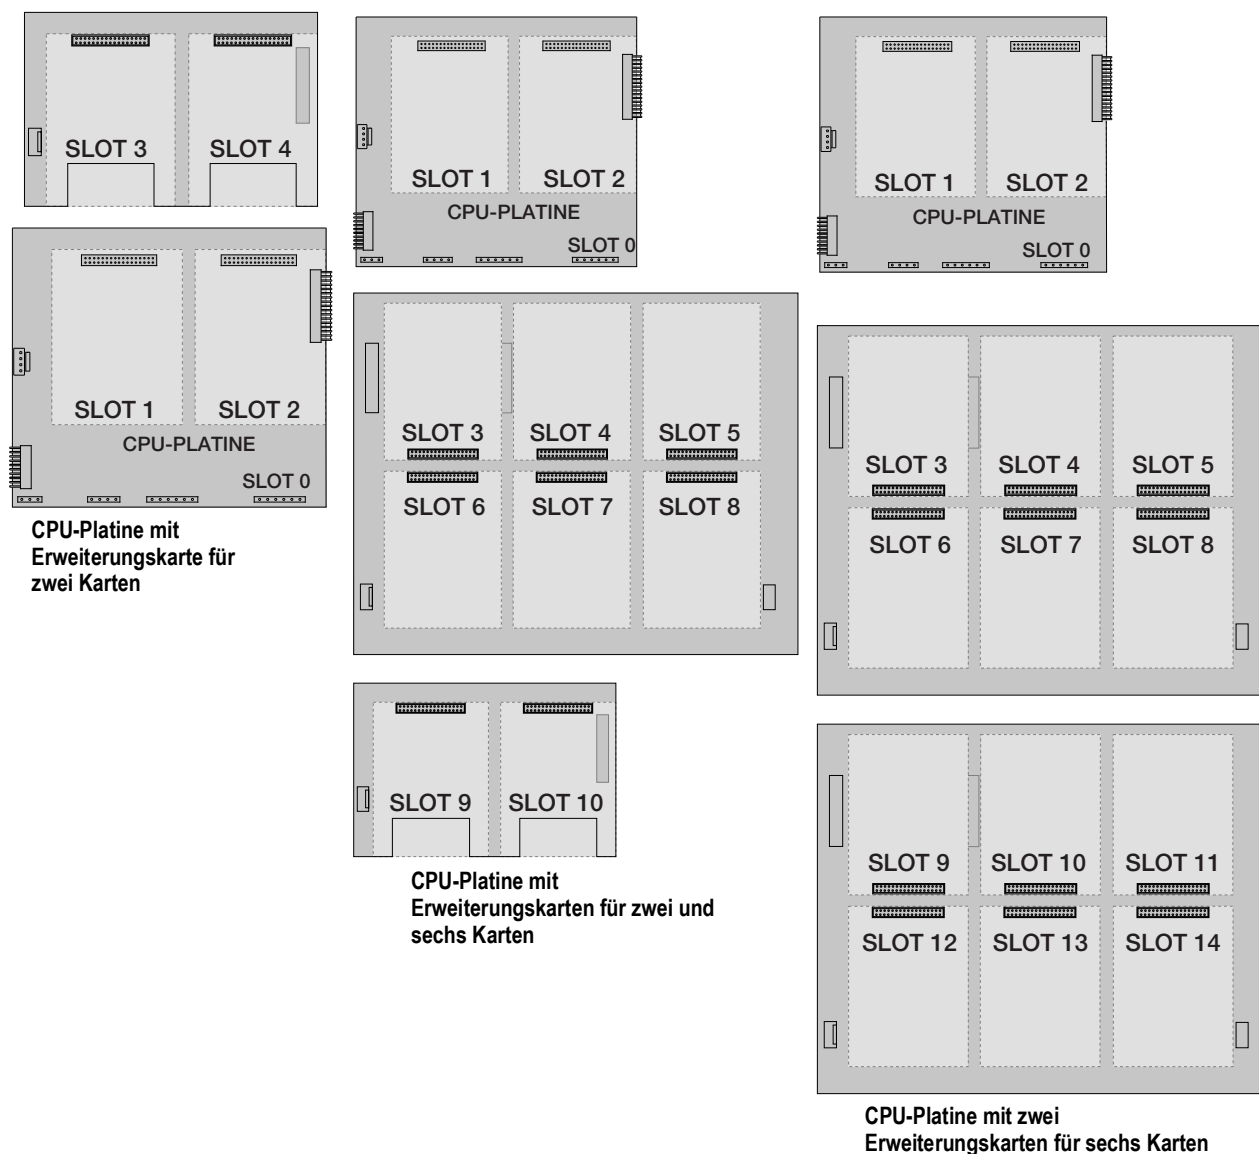 SLOT 3 SLOT 4
SLOT 1 SLOT 2
CPU-PLATINE
SLOT 0
CPU-Platine mit
Erweiterungskarte für
zwei Karten
SLOT 1 SLOT 2
CPU-PLATINE
SLOT 0
SLOT 3 SLOT 4 SLOT 5
SLOT 6 SLOT 7 SLOT 8
SLOT 9 SLOT 10
CPU-Platine mit
Erweiterungskarten für zwei und
sechs Karten
SLOT 1 SLOT 2
CPU-PLATINE
SLOT 0
SLOT 3 SLOT 4 SLOT 5
SLOT 6 SLOT 7 SLOT 8
SLOT 9 SLOT 10 SLOT 11
SLOT 12 SLOT 13 SLOT 14
CPU-Platine mit zwei
Erweiterungskarten für sechs Karten